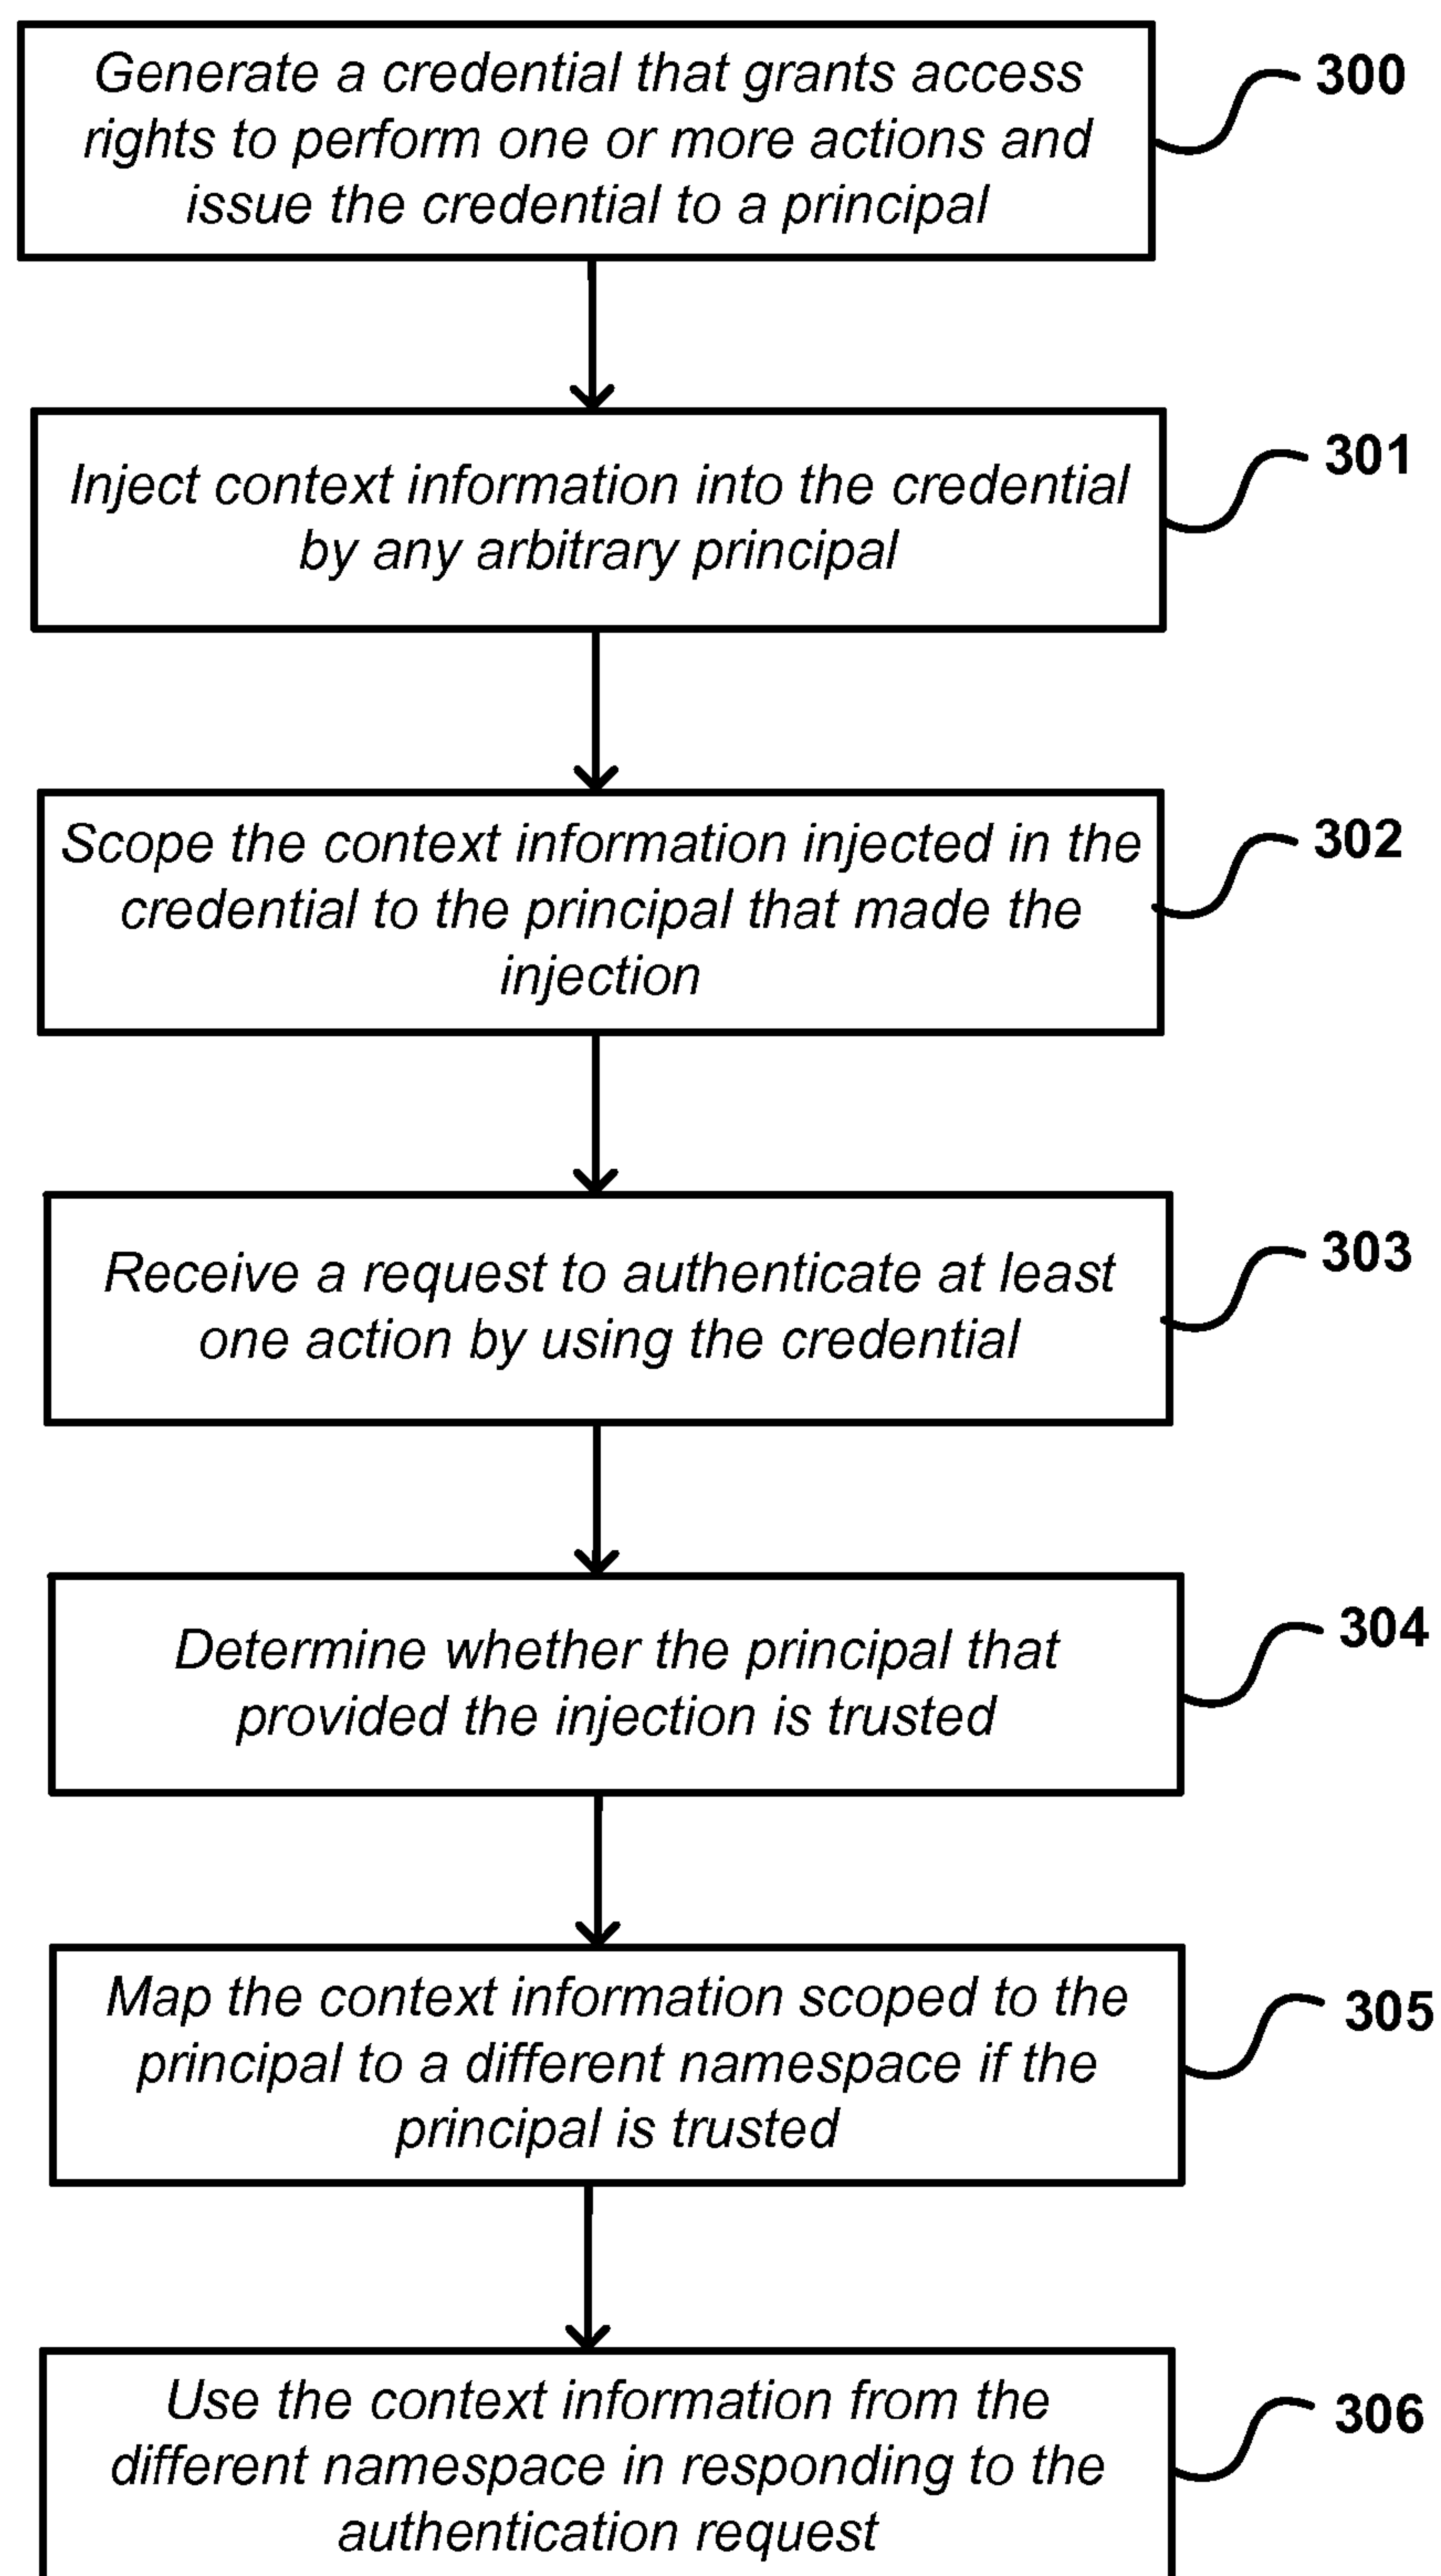 Generate a credential that grants access
rights to perform one or more actions and
issue the credential to a principal
300
Inject context information into the credential
by any arbitrary principal
301
Scope the context information injected in the
credential to the principal that made the
injection
302
Receive a request to authenticate at least
one action by using the credential
303
Determine whether the principal that
provided the injection is trusted
304
Map the context information scoped to the
principal to a different namespace if the
principal is trusted
305
Use the context information from the
different namespace in responding to the
authentication request
306